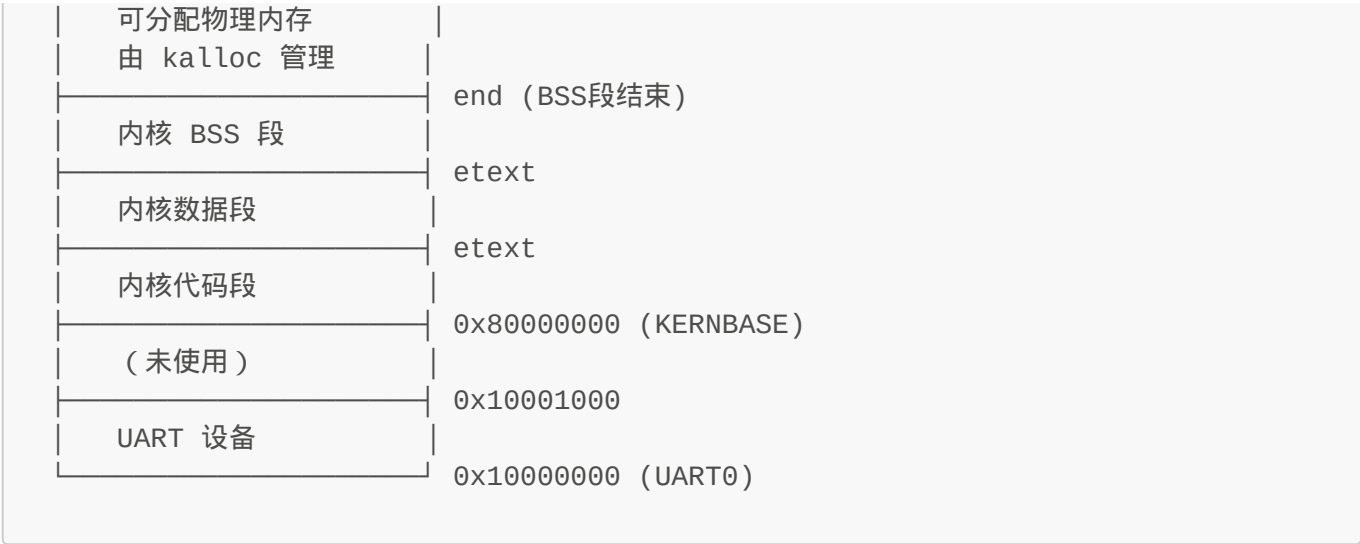 可分配物理内存
由 kalloc 管理
end (BSS段结束)
内核 BSS 段
etext
内核数据段
etext
内核代码段
0x80000000 (KERNBASE)
（未使用）
0x10001000
UART 设备
0x10000000 (UART0)